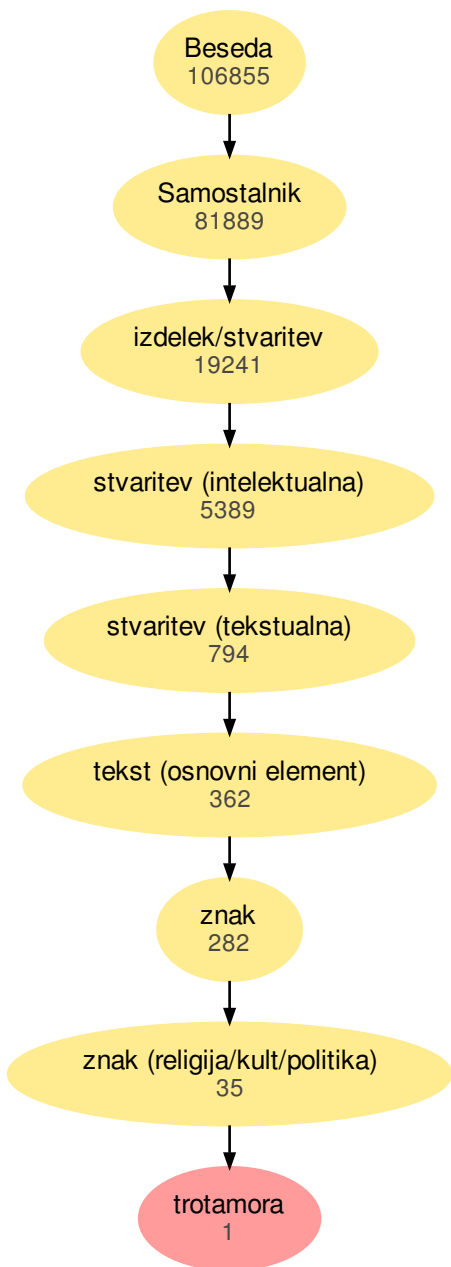 Beseda
106855
Samostalnik
81889
izdelek/stvaritev
19241
stvaritev (intelektualna)
5389
stvaritev (tekstualna)
794
tekst (osnovni element)
362
znak
282
znak (religija/kult/politika)
35
trotamora
1